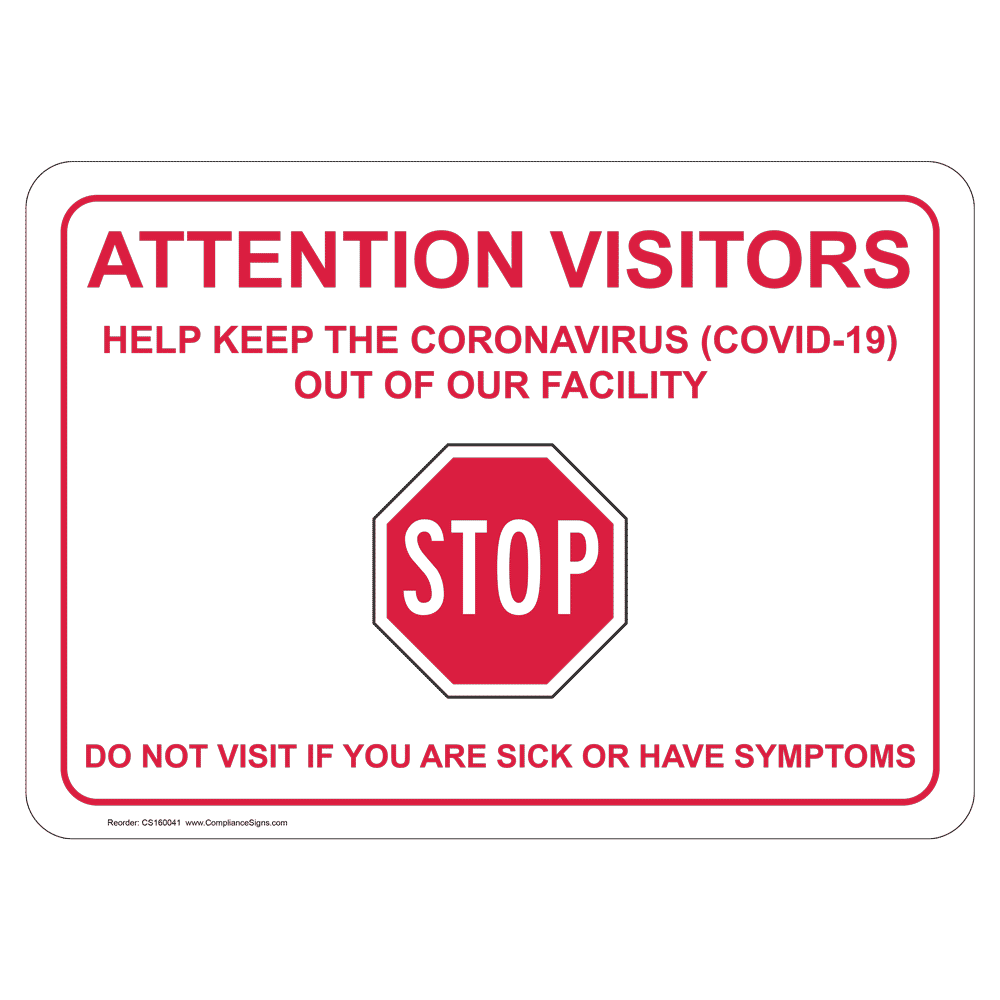 ATTENTION VISITORS
HELP KEEP THE CORONAVIRUS (COVID-19)
OUT OF OUR FACILITY
STOP
DO NOT VISIT IF YOU ARE SICK OR HAVE SYMPTOMS
Reorder: CS160041 www.ComplianceSigns.com